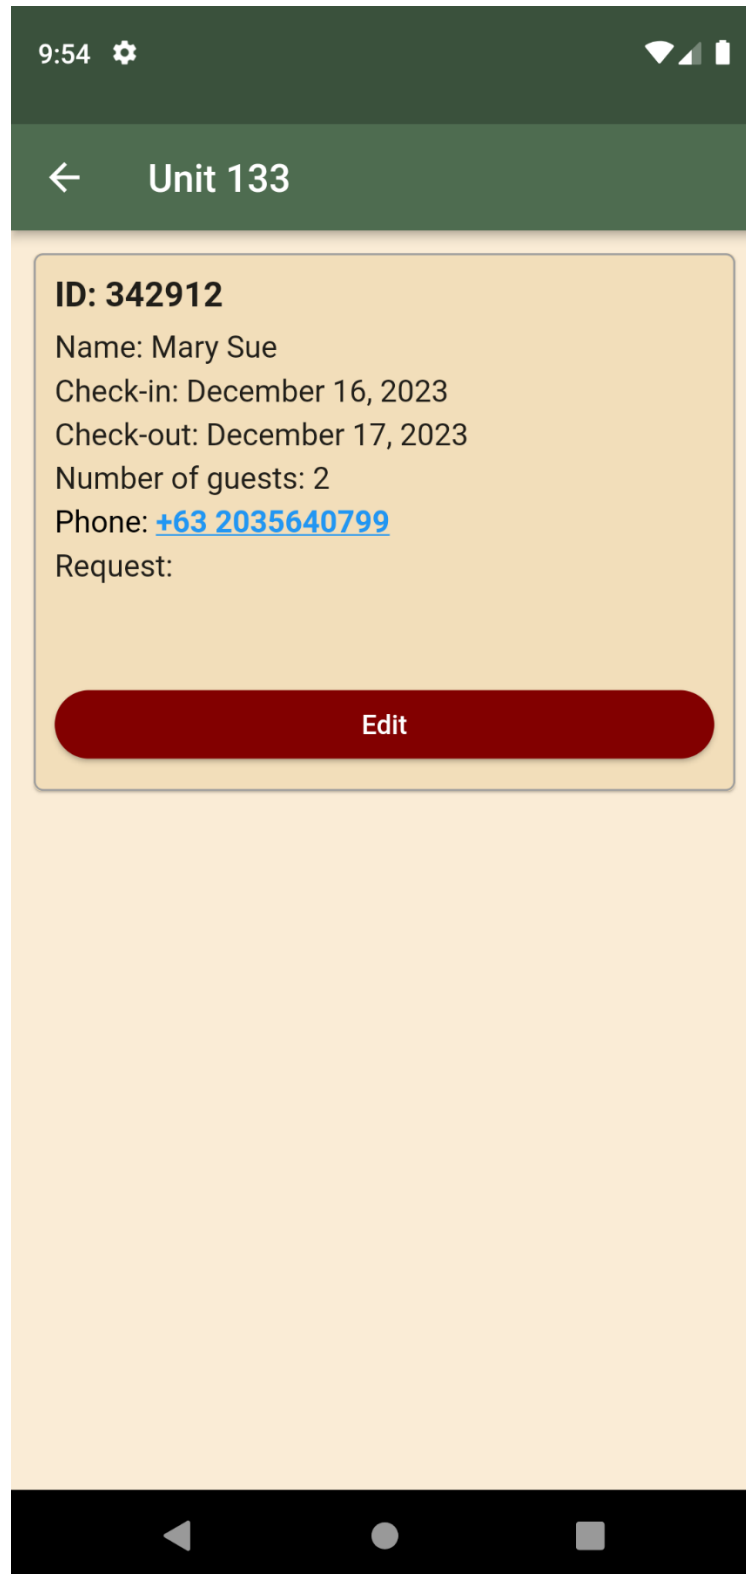 9:54
Unit 133
ID: 342912
Name: Mary Sue
Check-in: December 16, 2023
Check-out: December 17, 2023
Number of guests: 2
Phone: +63 2035640799
Request:
Edit